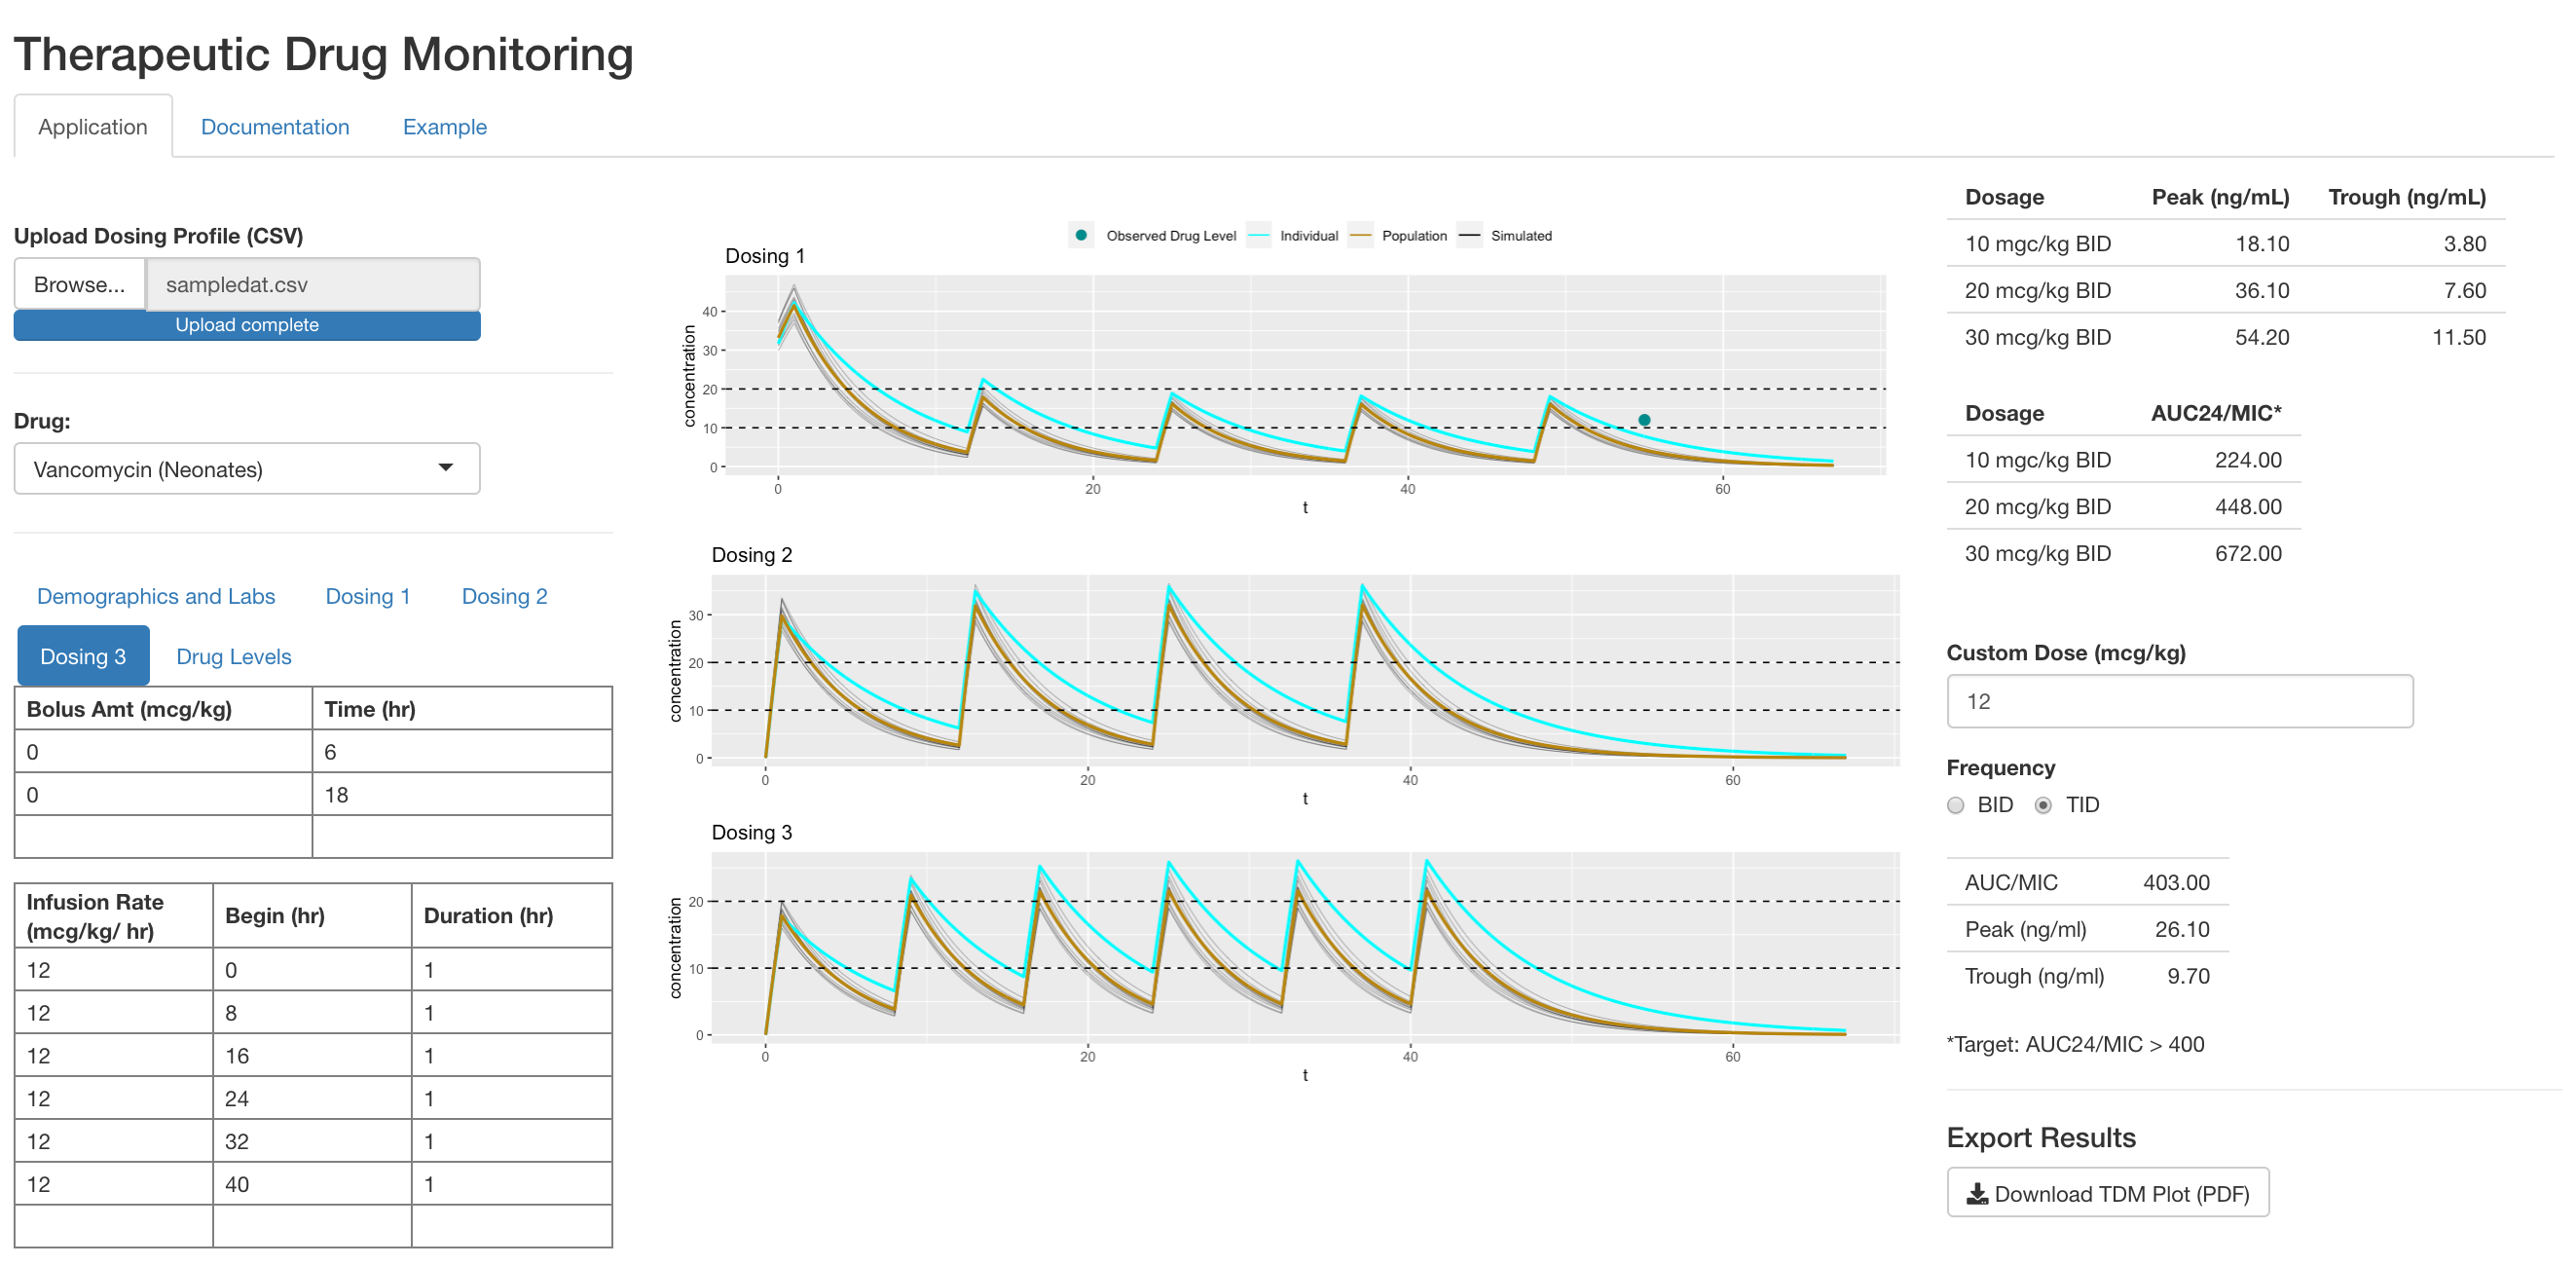 Therapeutic Drug Monitoring
Application Documentation Example
Upload Dosing Profile (CSV)
Browse... sampledat.csv
Upload complete
Drug:
Vancomycin (Neonates)
Demographics and Labs Dosing 1 Dosing 2
Dosing 3 Drug Levels
Bolus Amt (mcg/kg) Time (hr)
0 6
0 18
Infusion Rate (mcg/kg/ hr) Begin (hr) Duration (hr)
12 0 1
12 8 1
12 16 1
12 24 1
12 32 1
12 40 1
Observed Drug Level Individual Population Simulated
Dosing 1
concentration
40
30
20
10
0
0 20 40 60
t
Dosing 2
concentration
30
20
10
0
0 20 40 60
t
Dosing 3
concentration
20
10
0
0 20 40 60
t
Dosage Peak (ng/mL) Trough (ng/mL)
10 mgc/kg BID 18.10 3.80
20 mcg/kg BID 36.10 7.60
30 mcg/kg BID 54.20 11.50
Dosage AUC24/MIC*
10 mgc/kg BID 224.00
20 mcg/kg BID 448.00
30 mcg/kg BID 672.00
Custom Dose (mcg/kg)
12
Frequency
BID TID
AUC/MIC 403.00
Peak (ng/ml) 26.10
Trough (ng/ml) 9.70
*Target: AUC24/MIC > 400
Export Results
Download TDM Plot (PDF)